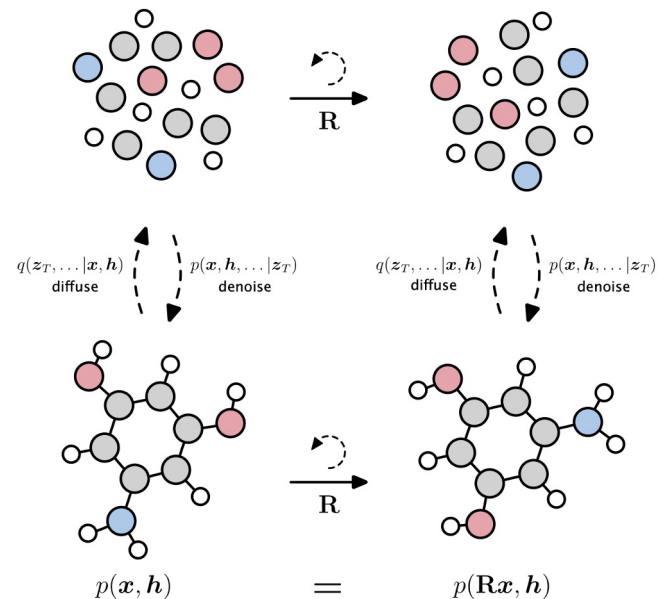 R
q(z_T, ... |x, h)
diffuse
p(x, h, ... |z_T)
denoise
q(z_T, ... |x, h)
diffuse
p(x, h, ... |z_T)
denoise
R
p(x, h) = p(Rx, h)